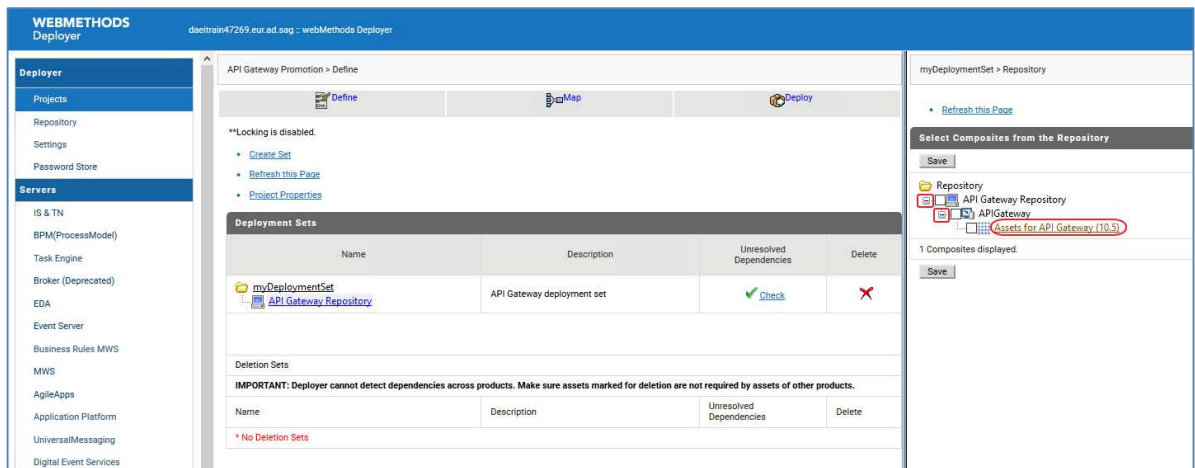 WEBMETHODS
Deployer
daeitrain47269.eur.ad.sag :: webMethods Deployer
Deployer
Projects
Repository
Settings
Password Store
Servers
IS & TN
BPM(ProcessModel)
Task Engine
Broker (Deprecated)
EDA
Event Server
Business Rules MWS
MWS
AgileApps
Application Platform
UniversalMessaging
Digital Event Services
API Gateway Promotion > Define
Define
Map
Deploy
**Locking is disabled.
Create Set
Refresh this Page
Project Properties
Deployment Sets
Name
Description
Unresolved
Dependencies
Delete
myDeploymentSet
API Gateway Repository
API Gateway deployment set
Check
Deletion Sets
IMPORTANT: Deployer cannot detect dependencies across products. Make sure assets marked for deletion are not required by assets of other products.
Name
Description
Unresolved
Dependencies
Delete
* No Deletion Sets
myDeploymentSet > Repository
Refresh this Page
Select Composites from the Repository
Save
Repository
API Gateway Repository
APIGateway
Assets for API Gateway (10.5)
1 Composites displayed.
Save